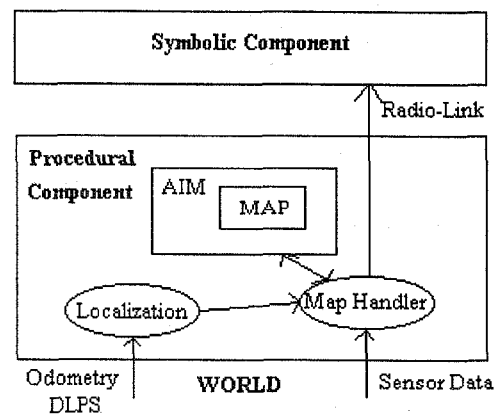 Symbolic Component
Radio-Link
Procedural
Component
AIM
MAP
Localization
Map Handler
Odometry
DLPS
WORLD
Sensor Data